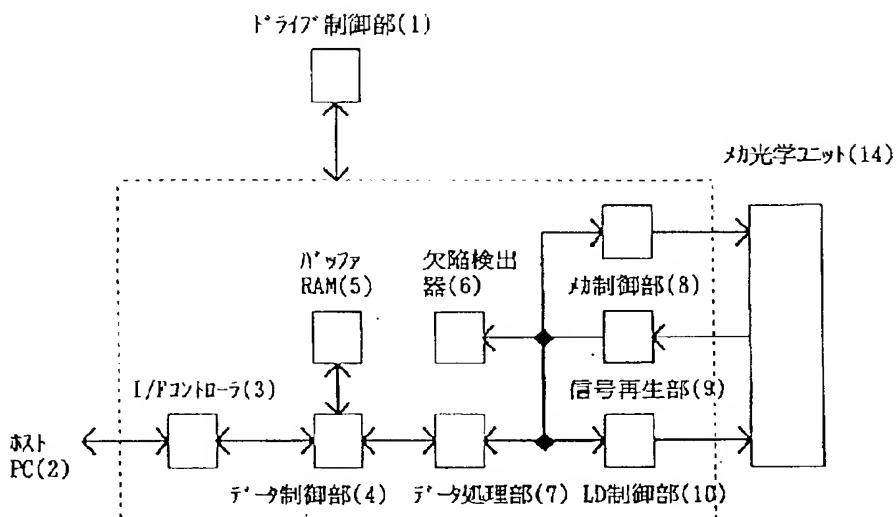 ﾄﾞﾗｲﾌﾞ制御部(1)
ﾒｶ光学ﾕﾆｯﾄ(14)
ﾊﾞｯﾌｧ
RAM(5)
欠陥検出
器(6)
ﾒｶ制御部(8)
I/Fｺﾝﾄﾛｰﾗ(3)
信号再生部(9)
ﾎｽﾄ
PC(2)
ﾃﾞｰﾀ制御部(4)
ﾃﾞｰﾀ処理部(7)
LD制御部(10)